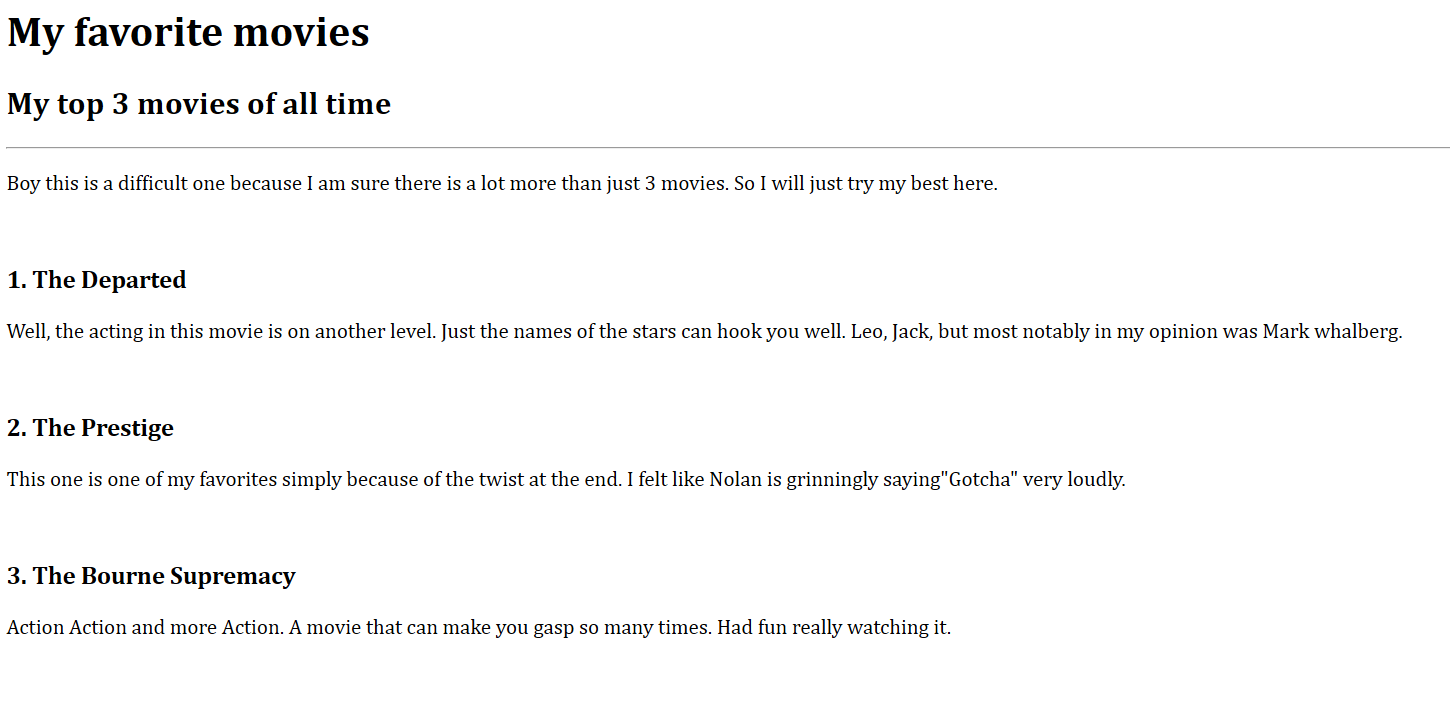 My favorite movies
My top 3 movies of all time
Boy this is a difficult one because I am sure there is a lot more than just 3 movies. So I will just try my best here.
1. The Departed
Well, the acting in this movie is on another level. Just the names of the stars can hook you well. Leo, Jack, but most notably in my opinion was Mark whalberg.
2. The Prestige
This one is one of my favorites simply because of the twist at the end. I felt like Nolan is grinningly saying"Gotcha" very loudly.
3. The Bourne Supremacy
Action Action and more Action. A movie that can make you gasp so many times. Had fun really watching it.